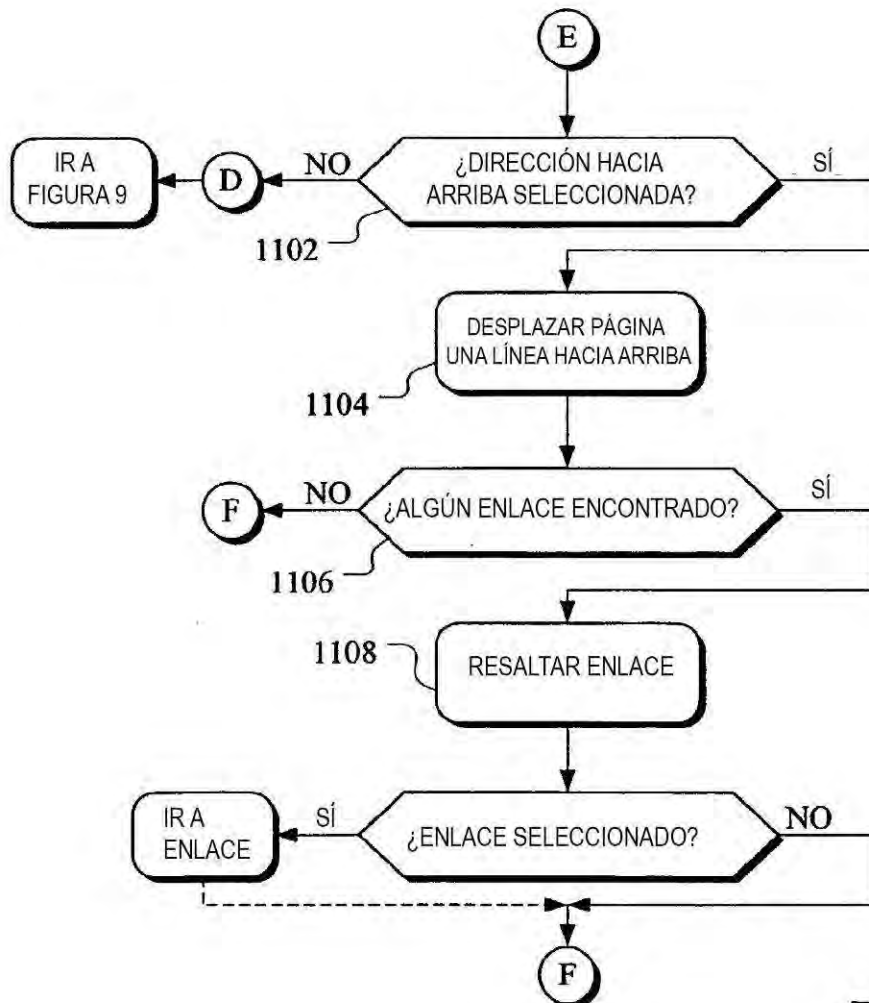 E
IR A
FIGURA 9
D
NO
¿DIRECCIÓN HACIA
ARRIBA SELECCIONADA?
SÍ
1102
DESPLAZAR PÁGINA
UNA LÍNEA HACIA ARRIBA
1104
F
NO
¿ALGÚN ENLACE ENCONTRADO?
SÍ
1106
1108
RESALTAR ENLACE
IR A
ENLACE
SÍ
¿ENLACE SELECCIONADO?
NO
F